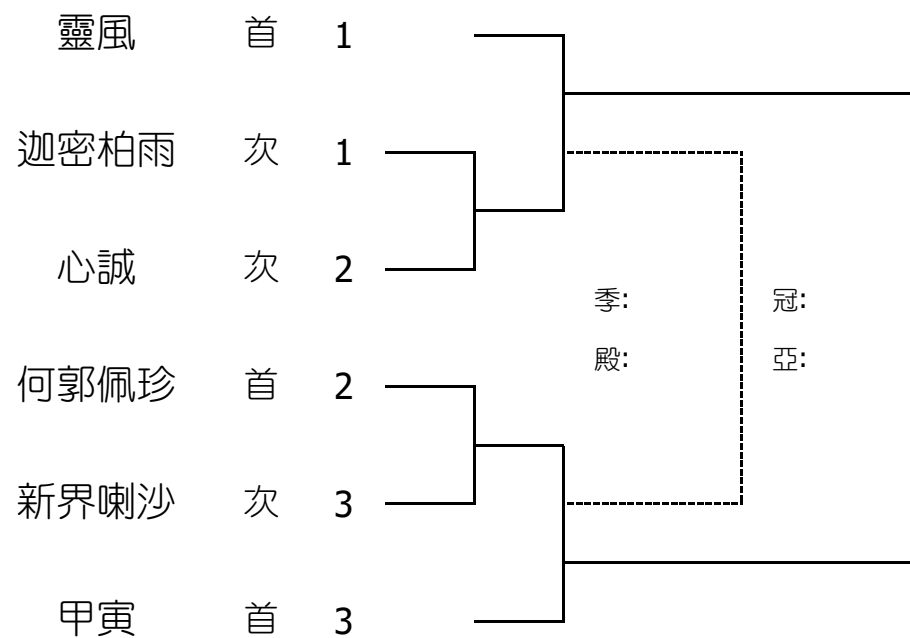 靈風 首 1
迦密柏雨 次 1
心誠 次 2
季: 冠:
何郭佩珍 首 2
殿: 亞:
新界喇沙 次 3
甲寅 首 3